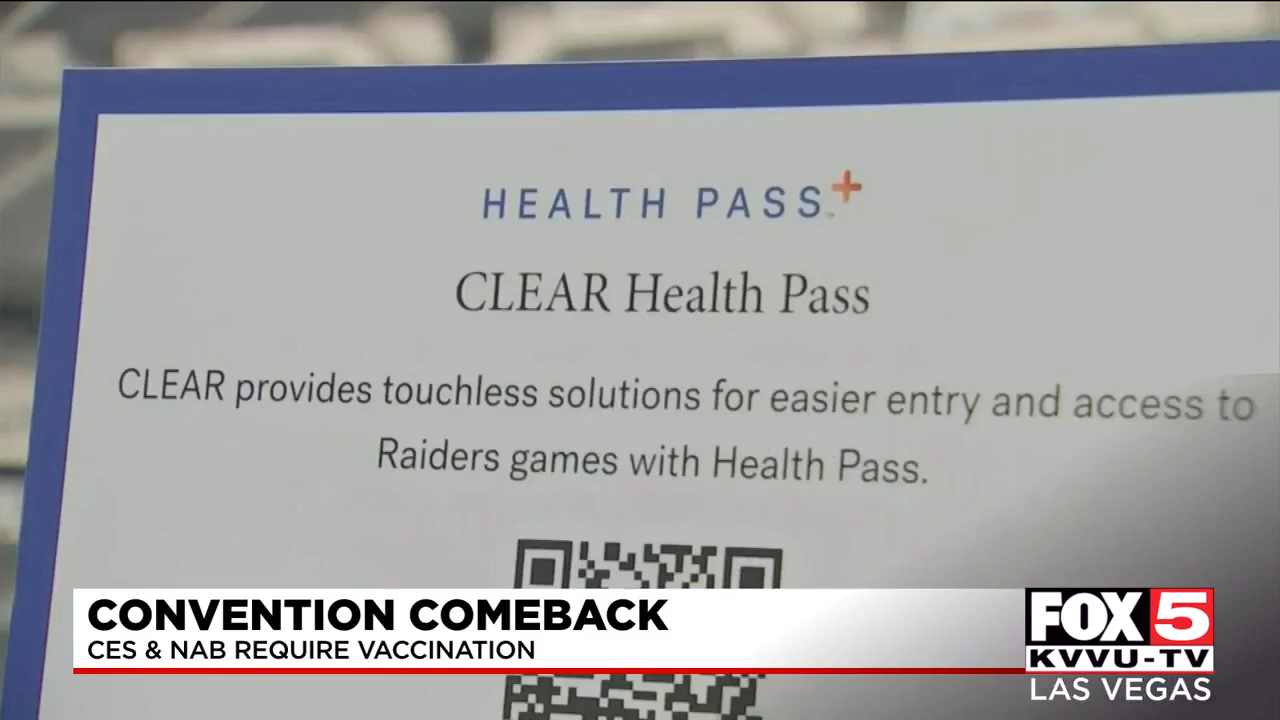 HEALTH PASS™+
CLEAR Health Pass
CLEAR provides touchless solutions for easier entry and access to
Raiders games with Health Pass.
CONVENTION COMEBACK
CES & NAB REQUIRE VACCINATION
FOX 5
KVVU-TV
LAS VEGAS